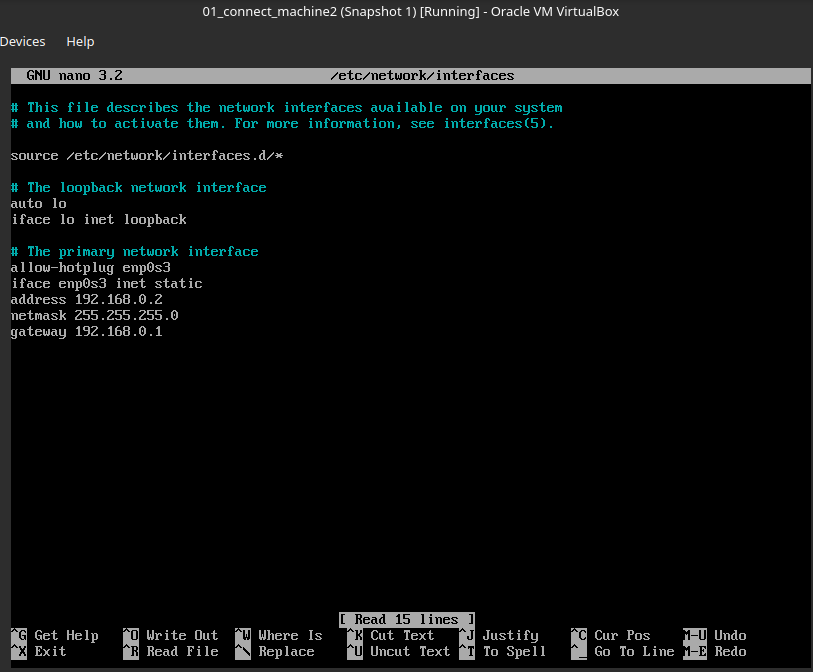 01_connect_machine2 (Snapshot 1) [Running] - Oracle VM VirtualBox
Devices Help
GNU nano 3.2 /etc/network/interfaces
# This file describes the network interfaces available on your system
# and how to activate them. For more information, see interfaces(5).
source /etc/network/interfaces.d/*
# The loopback network interface
auto lo
iface lo inet loopback
# The primary network interface
allow-hotplug enp0s3
iface enp0s3 inet static
address 192.168.0.2
netmask 255.255.255.0
gateway 192.168.0.1
[ Read 15 lines ]
^G Get Help ^O Write Out ^W Where Is ^K Cut Text ^J Justify ^C Cur Pos M-U Undo
^X Exit ^R Read File ^\ Replace ^U Uncut Text ^T To Spell ^_ Go To Line M-E Redo